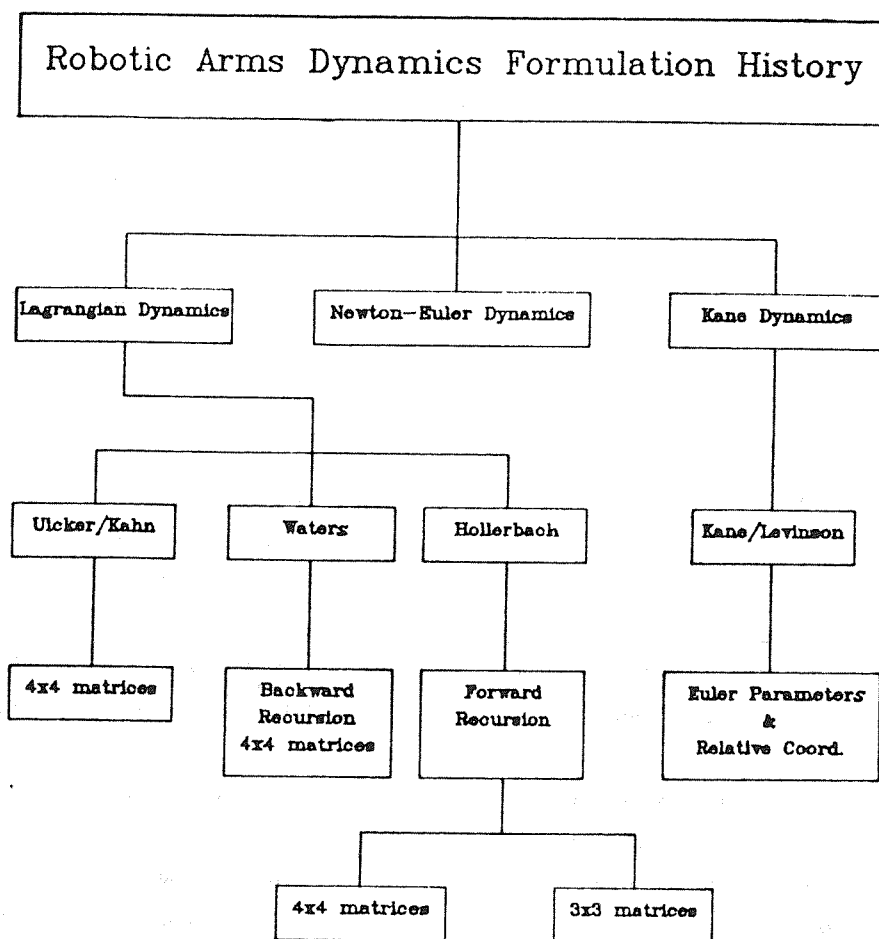 Robotic Arms Dynamics Formulation History
Lagrangian Dynamics
Newton-Euler Dynamics
Kane Dynamics
Uicker/Kahn
Waters
Hollerbach
Kane/Levinson
4x4 matrices
Backward
Recursion
4x4 matrices
Forward
Recursion
Euler Parameters
&
Relative Coord.
4x4 matrices
3x3 matrices